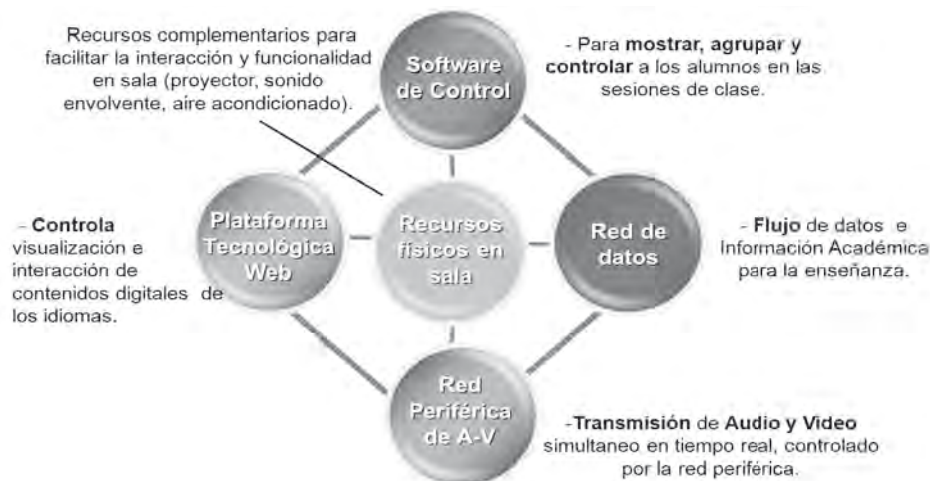 Recursos complementarios para
facilitar la interacción y funcionalidad
en sala (proyector, sonido
envolvente, aire acondicionado).
Software
de Control
- Para mostrar, agrupar y
controlar a los alumnos en las
sesiones de clase.
- Controla
visualización e
interacción de
contenidos digitales de
los idiomas.
Plataforma
Tecnológica
Web
Recursos
físicos en
sala
Red de
datos
- Flujo de datos e
Información Académica
para la enseñanza.
Red
Periférica
de A-V
- Transmisión de Audio y Video
simultaneo en tiempo real, controlado
por la red periférica.